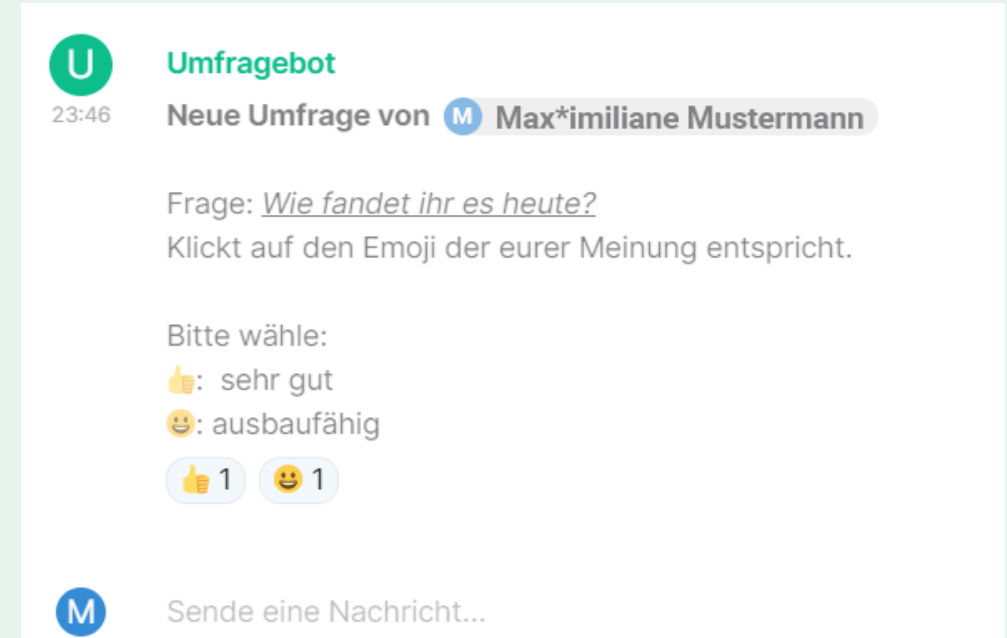 U Umfragebot
23:46 Neue Umfrage von M Max*imiliane Mustermann
Frage: Wie fandet ihr es heute?
Klickt auf den Emoji der eurer Meinung entspricht.
Bitte wähle:
👍: sehr gut
😀: ausbaufähig
👍 1 😀 1
M Sende eine Nachricht...